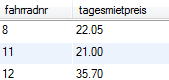 fahrradnr tagesmietpreis
8 22.05
11 21.00
12 35.70